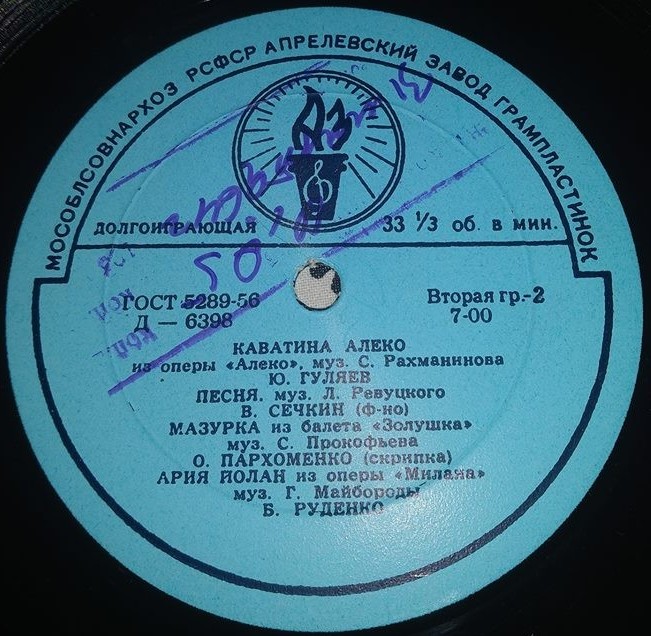 МОСОБЛСОВНАРХОЗ РСФСР АПРЕЛЕВСКИЙ ЗАВОД ГРАМПЛАСТИНОК
АЗ
ДОЛГОИГРАЮЩАЯ 33 1/3 об. в мин.
ГОСТ 5289-56 Вторая гр.-2
Д — 6398 7-00
КАВАТИНА АЛЕКО
из оперы «Алеко», муз. С. Рахманинова
Ю. ГУЛЯЕВ
ПЕСНЯ. муз. Л. Ревуцкого
В. СЕЧКИН (ф-но)
МАЗУРКА из балета «Золушка»
муз. С. Прокофьева
О. ПАРХОМЕНКО (скрипка)
АРИЯ ЙОЛАН из оперы «Милана»
муз. Г. Майбороды
Б. РУДЕНКО